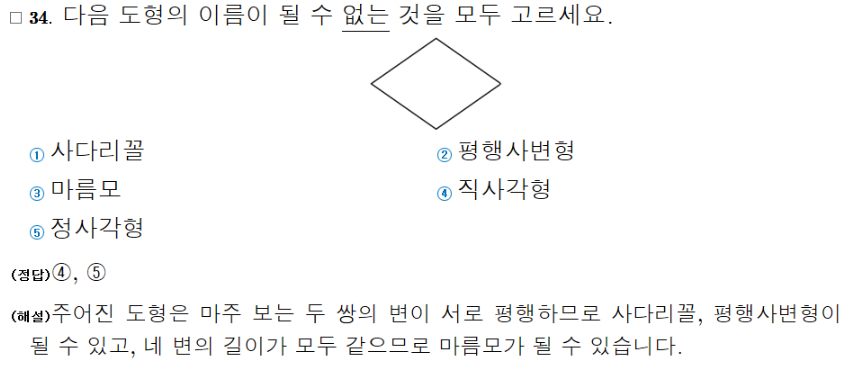 □ 34. 다음 도형의 이름이 될 수 없는 것을 모두 고르세요.
① 사다리꼴 ② 평행사변형
③ 마름모 ④ 직사각형
⑤ 정사각형
(정답)④, ⑤
(해설)주어진 도형은 마주 보는 두 쌍의 변이 서로 평행하므로 사다리꼴, 평행사변형이
될 수 있고, 네 변의 길이가 모두 같으므로 마름모가 될 수 있습니다.